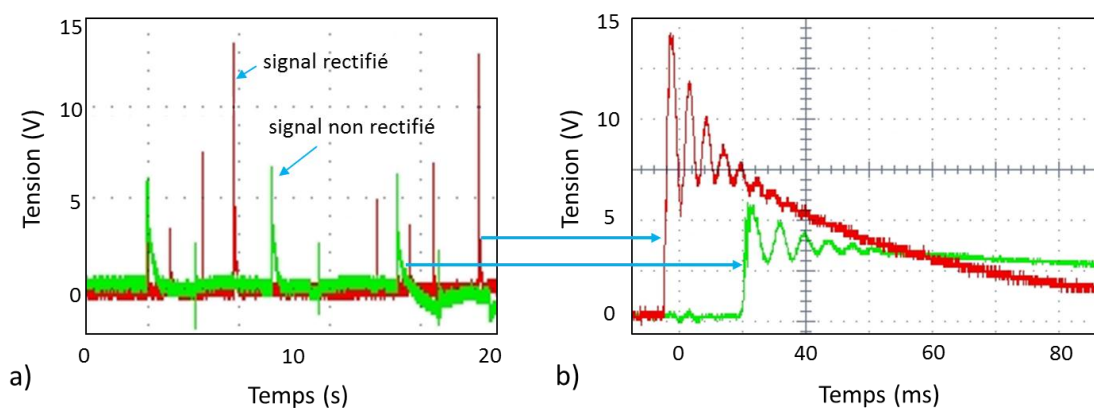 15
10
5
0
Tension (V)
signal rectifié
signal non rectifié
0
10
20
Temps (s)
a)
15
10
5
0
Tension (V)
0
40
60
80
Temps (ms)
b)